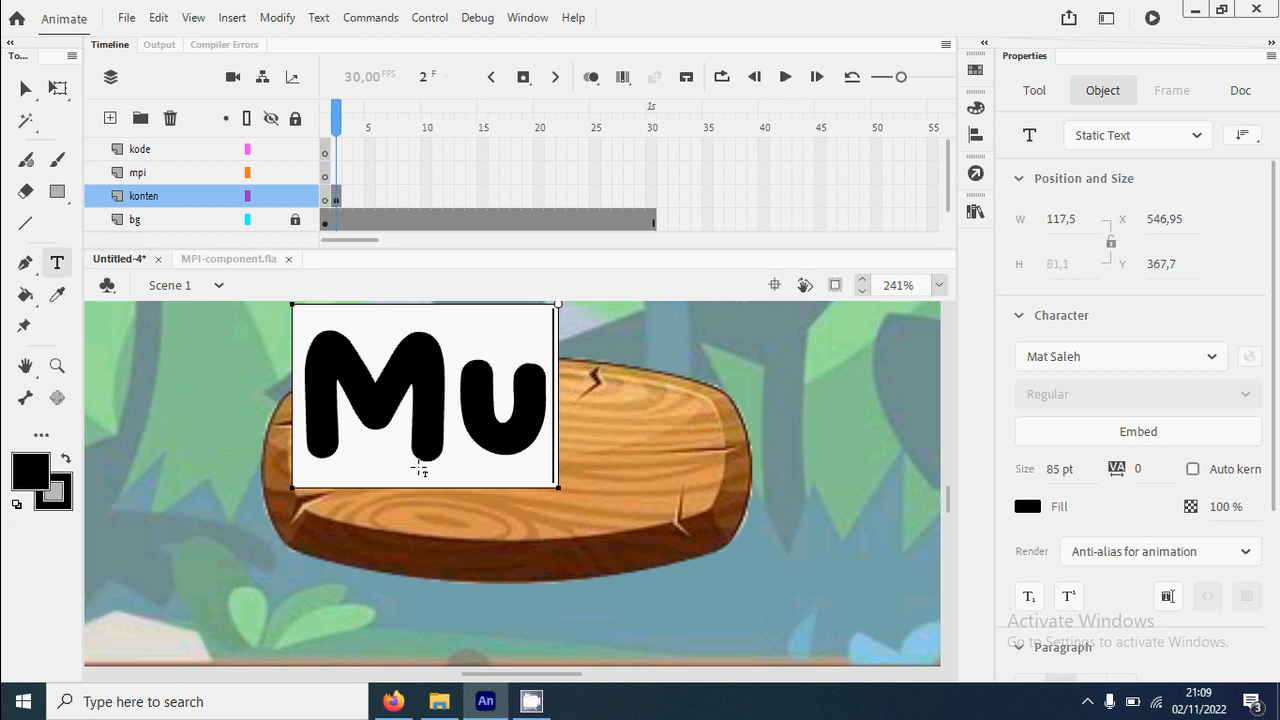 Animate
File Edit View Insert Modify Text Commands Control Debug Window Help
To...
Timeline Output Compiler Errors
Properties
30,00 FPS 2 F
Tool Object Frame Doc
1s
5 10 15 20 25 30 35 40 45 50 55
kode
mpi
konten
bg
T Static Text
Position and Size
W 117,5 X 546,95
H 81,1 Y 367,7
Untitled-4* MPI-component.fla
Scene 1
241%
Character
Mat Saleh
Regular
Embed
Size 85 pt VA 0 Auto kern
Fill 100 %
Render Anti-alias for animation
Mu
Activate Windows
Go to Settings to activate Windows.
Paragraph
Type here to search
An
21:09
02/11/2022
3